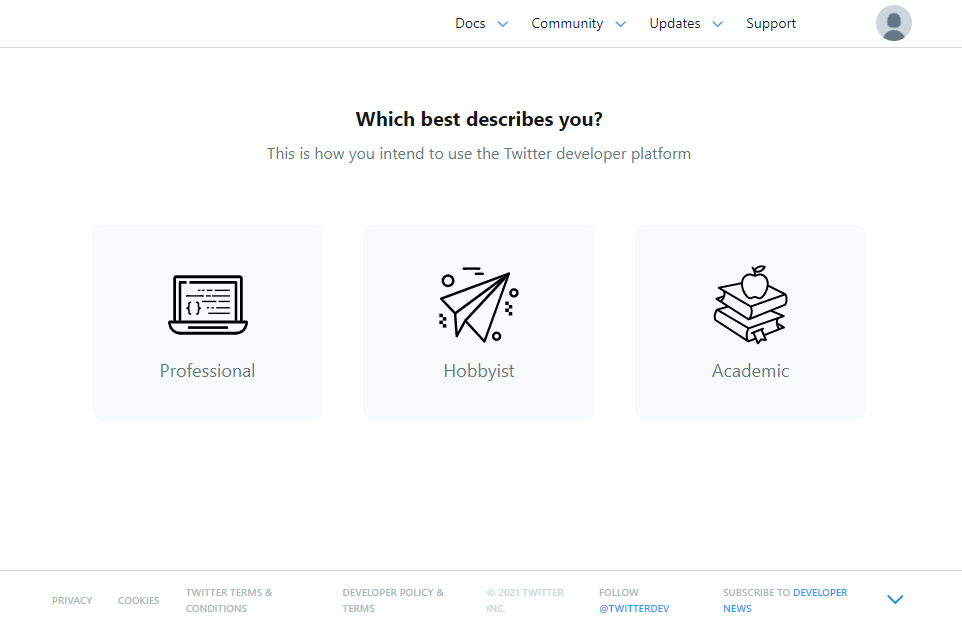 Docs Community Updates Support
Which best describes you?
This is how you intend to use the Twitter developer platform
{}
Professional
Hobbyist
Academic
PRIVACY
COOKIES
TWITTER TERMS &
CONDITIONS
DEVELOPER POLICY &
TERMS
© 2021 TWITTER
INC.
FOLLOW
@TWITTERDEV
SUBSCRIBE TO DEVELOPER
NEWS